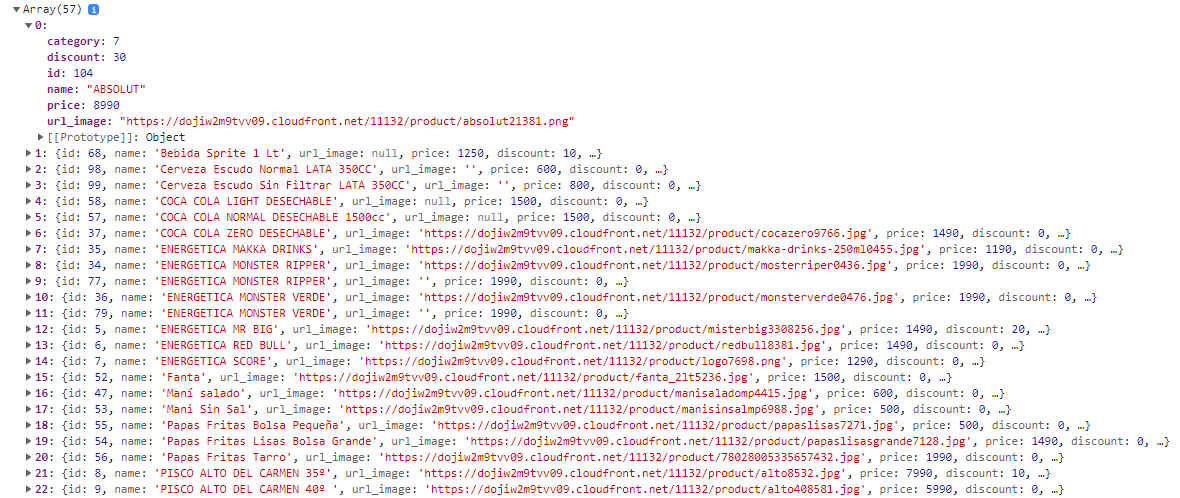 ▼Array(57) i
▼0:
category: 7
discount: 30
id: 104
name: "ABSOLUT"
price: 8990
url_image: "https://dojiw2m9tvv09.cloudfront.net/11132/product/absolut21381.png"
▶[[Prototype]]: Object
▶1: {id: 68, name: 'Bebida Sprite 1 Lt', url_image: null, price: 1250, discount: 10, …}
▶2: {id: 98, name: 'Cerveza Escudo Normal LATA 350CC', url_image: '', price: 600, discount: 0, …}
▶3: {id: 99, name: 'Cerveza Escudo Sin Filtrar LATA 350CC', url_image: '', price: 800, discount: 0, …}
▶4: {id: 58, name: 'COCA COLA LIGHT DESECHABLE', url_image: null, price: 1500, discount: 0, …}
▶5: {id: 57, name: 'COCA COLA NORMAL DESECHABLE 1500cc', url_image: null, price: 1500, discount: 0, …}
▶6: {id: 37, name: 'COCA COLA ZERO DESECHABLE', url_image: 'https://dojiw2m9tvv09.cloudfront.net/11132/product/cocazero9766.jpg', price: 1490, discount: 0, …}
▶7: {id: 35, name: 'ENERGETICA MAKKA DRINKS', url_image: 'https://dojiw2m9tvv09.cloudfront.net/11132/product/makka-drinks-250ml0455.jpg', price: 1190, discount: 0, …}
▶8: {id: 34, name: 'ENERGETICA MONSTER RIPPER', url_image: 'https://dojiw2m9tvv09.cloudfront.net/11132/product/mosterriper0436.jpg', price: 1990, discount: 0, …}
▶9: {id: 77, name: 'ENERGETICA MONSTER RIPPER', url_image: '', price: 1990, discount: 0, …}
▶10: {id: 36, name: 'ENERGETICA MONSTER VERDE', url_image: 'https://dojiw2m9tvv09.cloudfront.net/11132/product/monsterverde0476.jpg', price: 1990, discount: 0, …}
▶11: {id: 79, name: 'ENERGETICA MONSTER VERDE', url_image: '', price: 1990, discount: 0, …}
▶12: {id: 5, name: 'ENERGETICA MR BIG', url_image: 'https://dojiw2m9tvv09.cloudfront.net/11132/product/misterbig3308256.jpg', price: 1490, discount: 20, …}
▶13: {id: 6, name: 'ENERGETICA RED BULL', url_image: 'https://dojiw2m9tvv09.cloudfront.net/11132/product/redbull8381.jpg', price: 1490, discount: 0, …}
▶14: {id: 7, name: 'ENERGETICA SCORE', url_image: 'https://dojiw2m9tvv09.cloudfront.net/11132/product/logo7698.png', price: 1290, discount: 0, …}
▶15: {id: 52, name: 'Fanta', url_image: 'https://dojiw2m9tvv09.cloudfront.net/11132/product/fanta_2lt5236.jpg', price: 1500, discount: 0, …}
▶16: {id: 47, name: 'Maní salado', url_image: 'https://dojiw2m9tvv09.cloudfront.net/11132/product/manisaladomp4415.jpg', price: 600, discount: 0, …}
▶17: {id: 53, name: 'Mani Sin Sal', url_image: 'https://dojiw2m9tvv09.cloudfront.net/11132/product/manisinsalmp6988.jpg', price: 500, discount: 0, …}
▶18: {id: 55, name: 'Papas Fritas Bolsa Pequeña', url_image: 'https://dojiw2m9tvv09.cloudfront.net/11132/product/papaslisas7271.jpg', price: 500, discount: 0, …}
▶19: {id: 54, name: 'Papas Fritas Lisas Bolsa Grande', url_image: 'https://dojiw2m9tvv09.cloudfront.net/11132/product/papaslisasgrande7128.jpg', price: 1490, discount: 0, …}
▶20: {id: 56, name: 'Papas Fritas Tarro', url_image: 'https://dojiw2m9tvv09.cloudfront.net/11132/product/78028005335657432.jpg', price: 1990, discount: 0, …}
▶21: {id: 8, name: 'PISCO ALTO DEL CARMEN 35º', url_image: 'https://dojiw2m9tvv09.cloudfront.net/11132/product/alto8532.jpg', price: 7990, discount: 10, …}
▶22: {id: 9, name: 'PISCO ALTO DEL CARMEN 40º ', url_image: 'https://dojiw2m9tvv09.cloudfront.net/11132/product/alto408581.jpg', price: 5990, discount: 0, …}